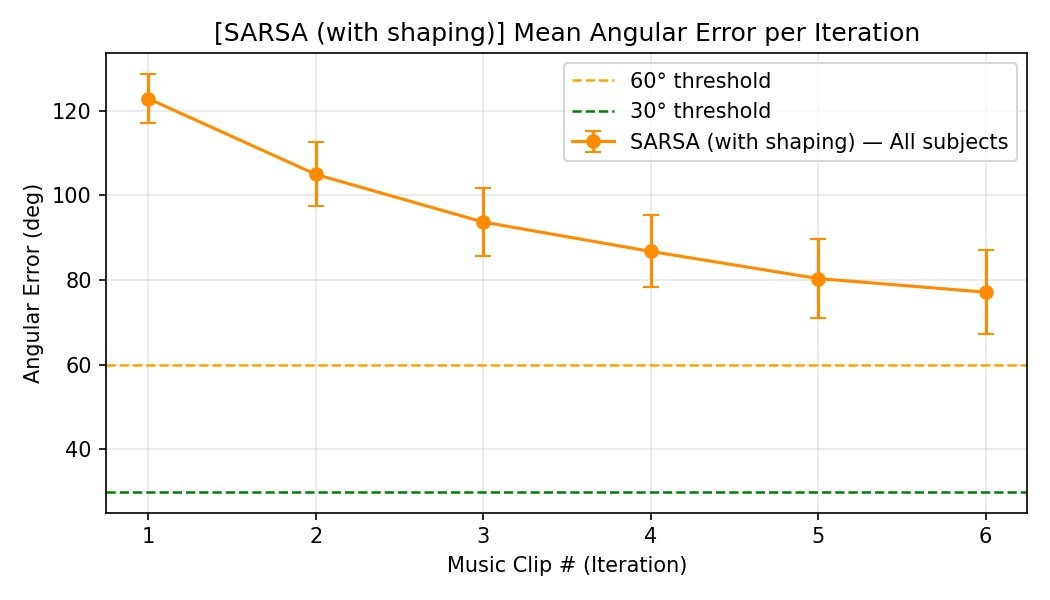 [SARSA (with shaping)] Mean Angular Error per Iteration
60° threshold
30° threshold
SARSA (with shaping) — All subjects
Angular Error (deg)
120
100
80
60
40
1 2 3 4 5 6
Music Clip # (Iteration)